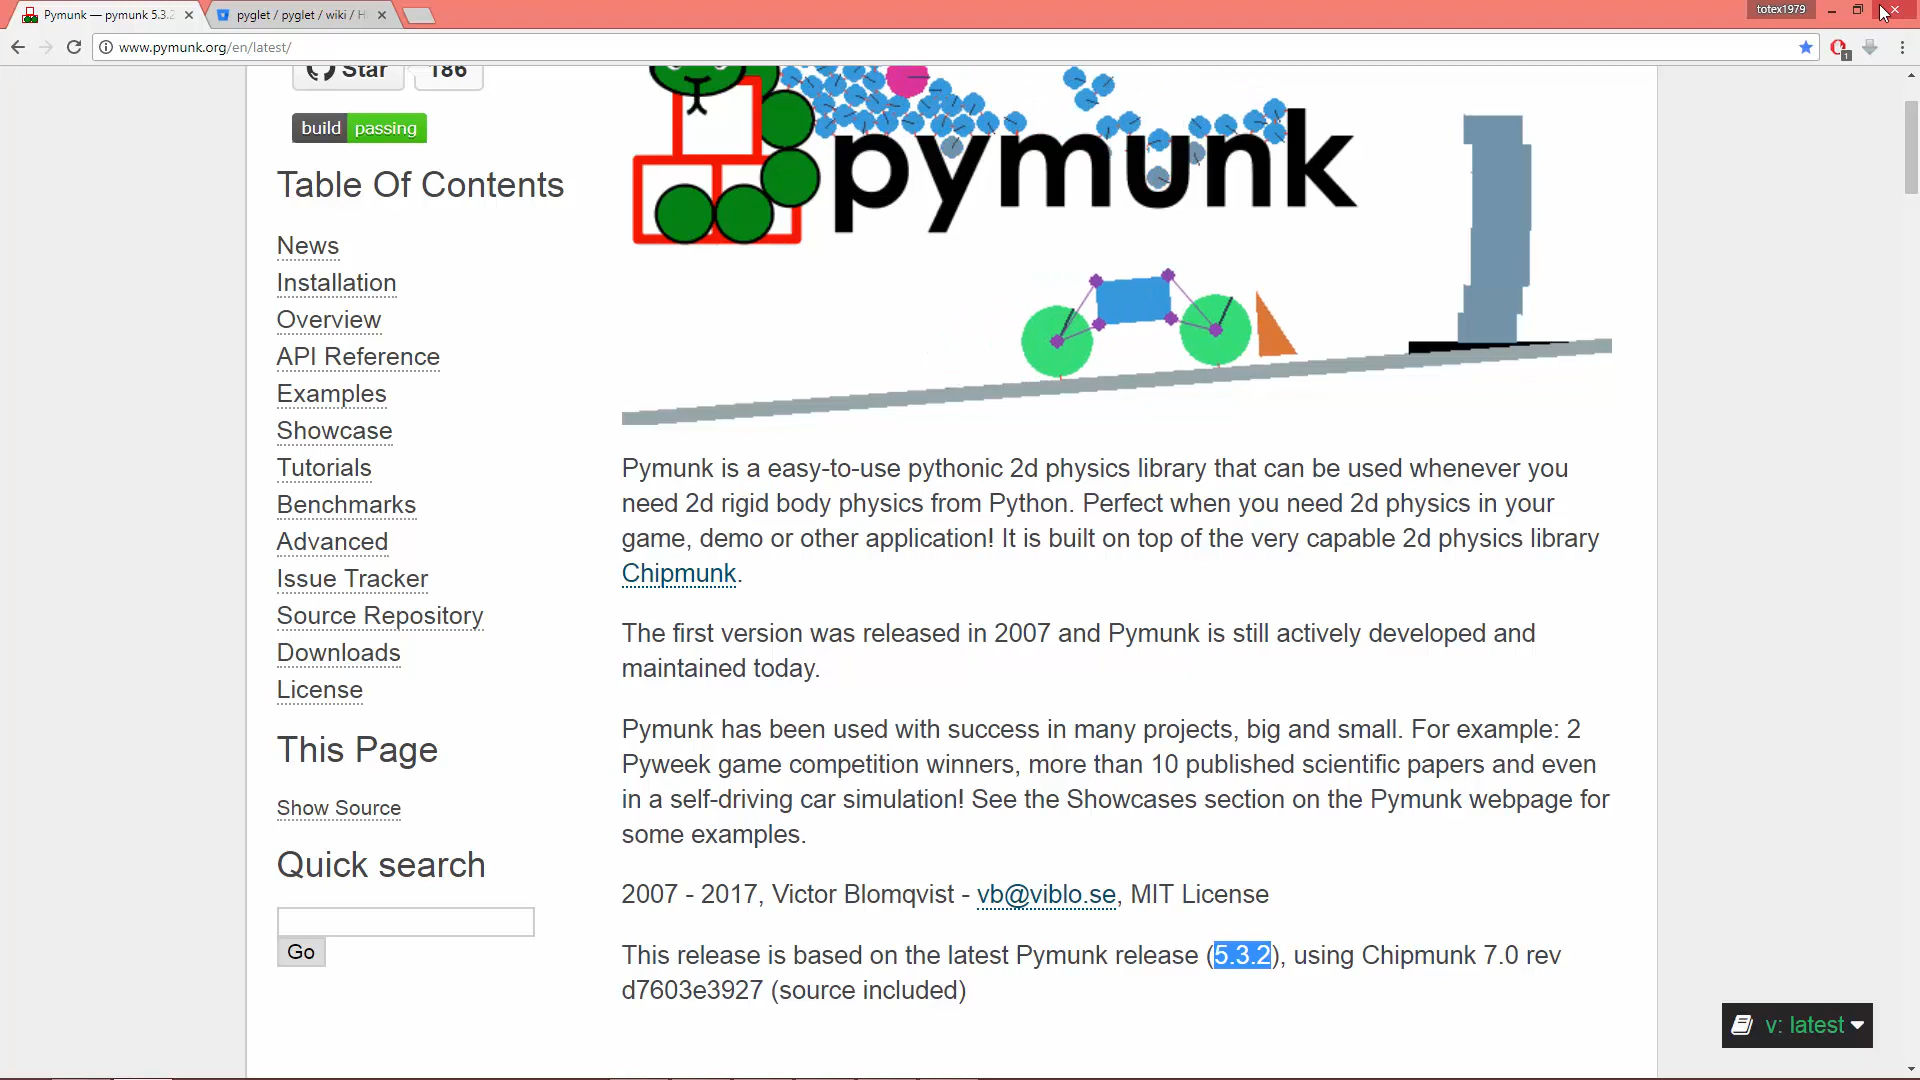 Pymunk — pymunk 5.3.2
pyglet / pyglet / wiki / H
totex1979
www.pymunk.org/en/latest/
1
Star
186
build passing
Table Of Contents
News
Installation
Overview
API Reference
Examples
Showcase
Tutorials
Benchmarks
Advanced
Issue Tracker
Source Repository
Downloads
License
This Page
Show Source
Quick search
Go
pymunk
Pymunk is a easy-to-use pythonic 2d physics library that can be used whenever you
need 2d rigid body physics from Python. Perfect when you need 2d physics in your
game, demo or other application! It is built on top of the very capable 2d physics library
Chipmunk.
The first version was released in 2007 and Pymunk is still actively developed and
maintained today.
Pymunk has been used with success in many projects, big and small. For example: 2
Pyweek game competition winners, more than 10 published scientific papers and even
in a self-driving car simulation! See the Showcases section on the Pymunk webpage for
some examples.
2007 - 2017, Victor Blomqvist - vb@viblo.se, MIT License
This release is based on the latest Pymunk release (5.3.2), using Chipmunk 7.0 rev
d7603e3927 (source included)
v: latest